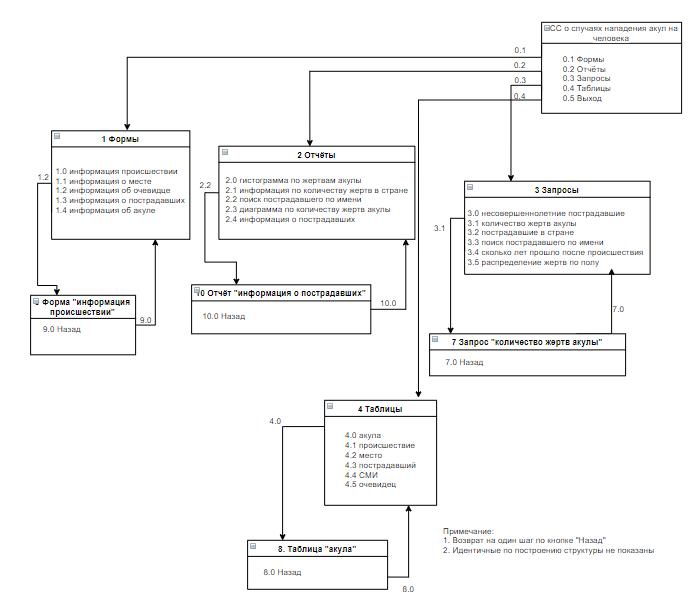 СС о случаях нападения акул на
человека
0.1 Формы
0.2 Отчёты
0.3 Запросы
0.4 Таблицы
0.5 Выход
0.1
0.2
0.3
0.4
1 Формы
1.0 информация происшествии
1.1 информация о месте
1.2 информация об очевидце
1.3 информация о пострадавших
1.4 информация об акуле
1.2
2 Отчёты
2.0 гистограмма по жертвам акулы
2.1 информация по количеству жертв в стране
2.2 поиск пострадавшего по имени
2.3 диаграмма по количеству жертв акулы
2.4 информация о пострадавших
2.2
3 Запросы
3.0 несовершеннолетние пострадавшие
3.1 количество жертв акулы
3.2 пострадавшие в стране
3.3 поиск пострадавшего по имени
3.4 сколько лет прошло после происшествия
3.5 распределение жертв по полу
3.1
Форма "информация
происшествии"
9.0 Назад
9.0
10 Отчёт "информация о пострадавших"
10.0 Назад
10.0
7 Запрос "количество жертв акулы"
7.0 Назад
7.0
4 Таблицы
4.0 акула
4.1 происшествие
4.2 место
4.3 пострадавший
4.4 СМИ
4.5 очевидец
4.0
8. Таблица "акула"
8.0 Назад
8.0
Примечание:
1. Возврат на один шаг по кнопке "Назад"
2. Идентичные по построению структуры не показаны